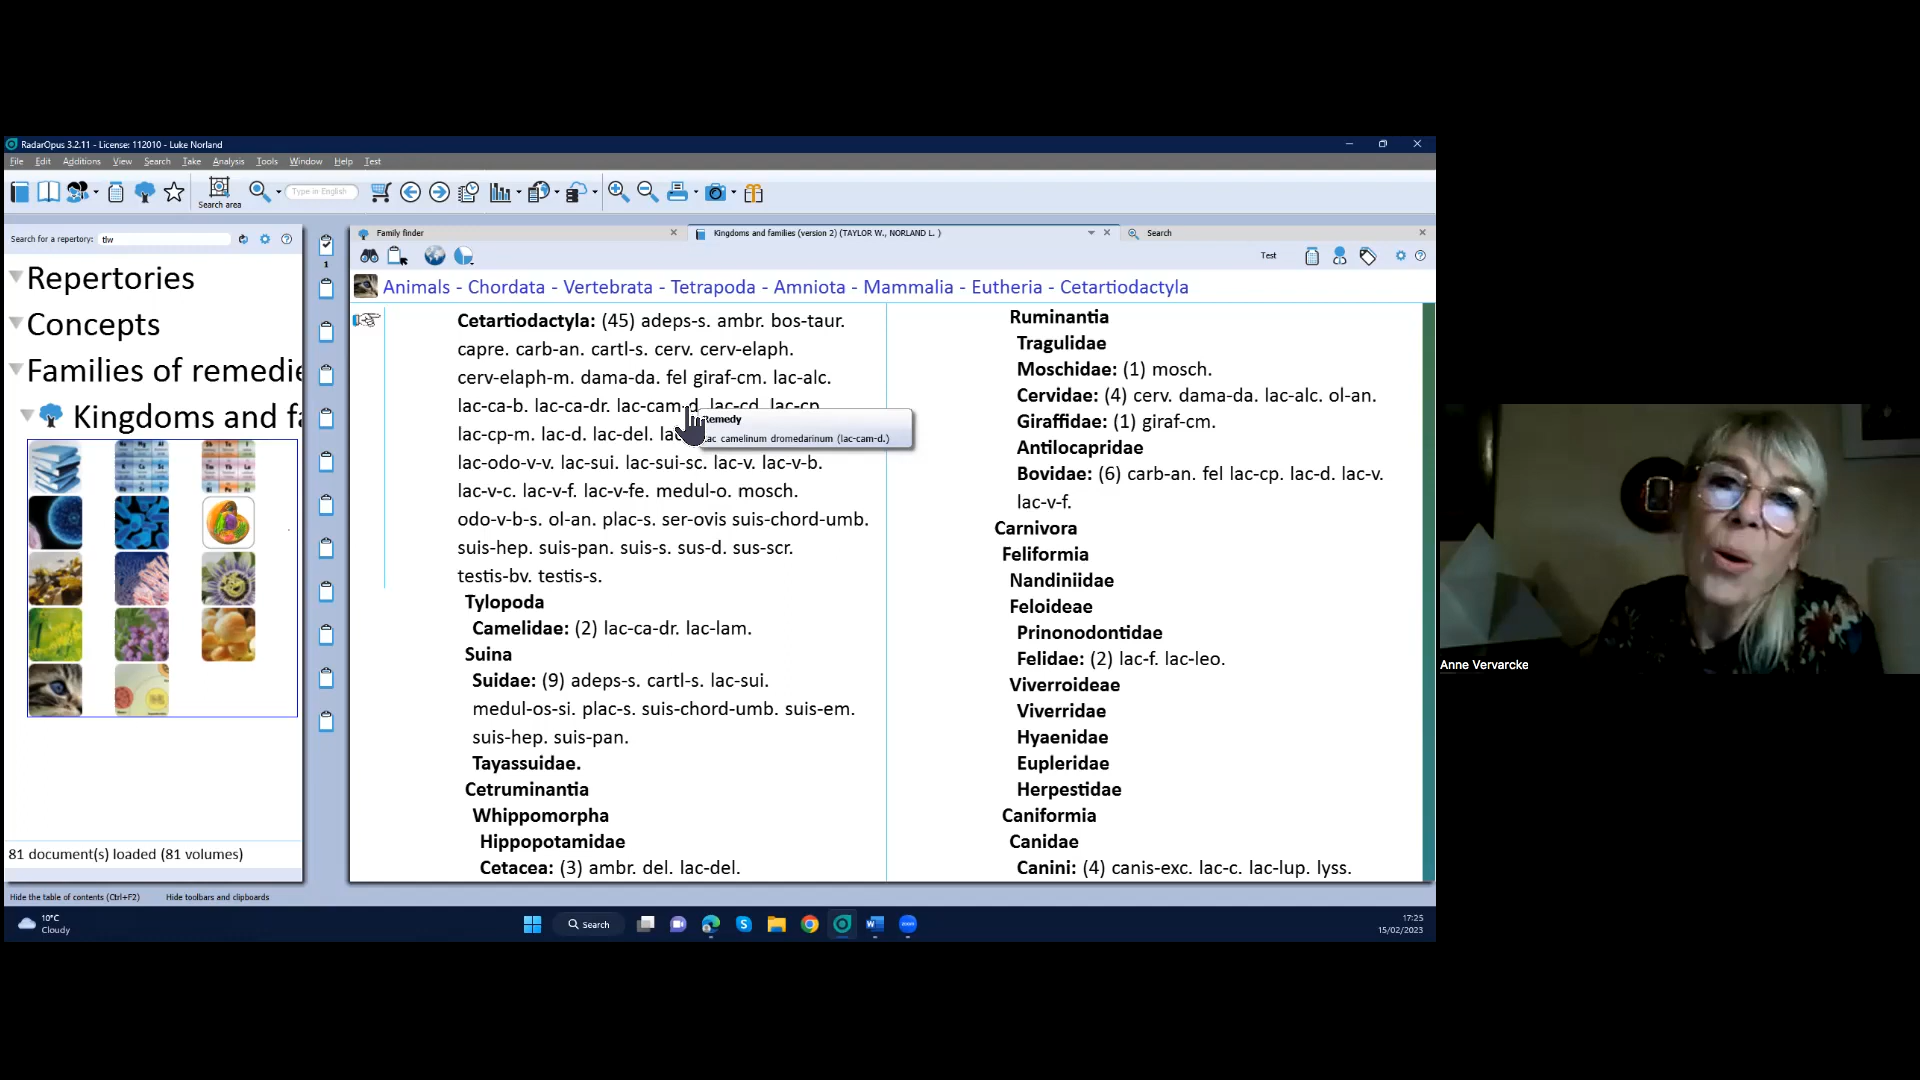 RadarOpus 3.2.11 - License: 112010 - Luke Norland
File Edit Additions View Search Take Analysis Tools Window Help Test
Type in English
Search area
Search for a repertory: tlw
Repertories
Concepts
Families of remedie
Kingdoms and fa
81 document(s) loaded (81 volumes)
Hide the table of contents (Ctrl+F2) Hide toolbars and clipboards
1
Family finder
Kingdoms and families (version 2) (TAYLOR W., NORLAND L. )
Search
Test
Animals - Chordata - Vertebrata - Tetrapoda - Amniota - Mammalia - Eutheria - Cetartiodactyla
Cetartiodactyla: (45) adeps-s. ambr. bos-taur.
capre. carb-an. cartl-s. cerv. cerv-elaph.
cerv-elaph-m. dama-da. fel giraf-cm. lac-alc.
lac-ca-b. lac-ca-dr. lac-cam-d. lac-cd. lac-cp.
lac-cp-m. lac-d. lac-del.
Remedy
lac camelinum dromedarinum (lac-cam-d.)
lac-odo-v-v. lac-sui. lac-sui-sc. lac-v. lac-v-b.
lac-v-c. lac-v-f. lac-v-fe. medul-o. mosch.
odo-v-b-s. ol-an. plac-s. ser-ovis suis-chord-umb.
suis-hep. suis-pan. suis-s. sus-d. sus-scr.
testis-bv. testis-s.
Tylopoda
Camelidae: (2) lac-ca-dr. lac-lam.
Suina
Suidae: (9) adeps-s. cartl-s. lac-sui.
medul-os-si. plac-s. suis-chord-umb. suis-em.
suis-hep. suis-pan.
Tayassuidae.
Cetruminantia
Whippomorpha
Hippopotamidae
Cetacea: (3) ambr. del. lac-del.
Ruminantia
Tragulidae
Moschidae: (1) mosch.
Cervidae: (4) cerv. dama-da. lac-alc. ol-an.
Giraffidae: (1) giraf-cm.
Antilocapridae
Bovidae: (6) carb-an. fel lac-cp. lac-d. lac-v.
lac-v-f.
Carnivora
Feliformia
Nandiniidae
Feloideae
Prinonodontidae
Felidae: (2) lac-f. lac-leo.
Viverroideae
Viverridae
Hyaenidae
Eupleridae
Herpestidae
Caniformia
Canidae
Canini: (4) canis-exc. lac-c. lac-lup. lyss.
Anne Vervarcke
10°C
Cloudy
Search
17:25
15/02/2023